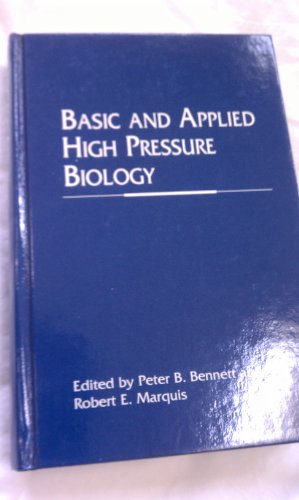 BASIC AND APPLIED
HIGH PRESSURE
BIOLOGY
Edited by Peter B. Bennett
Robert E. Marquis